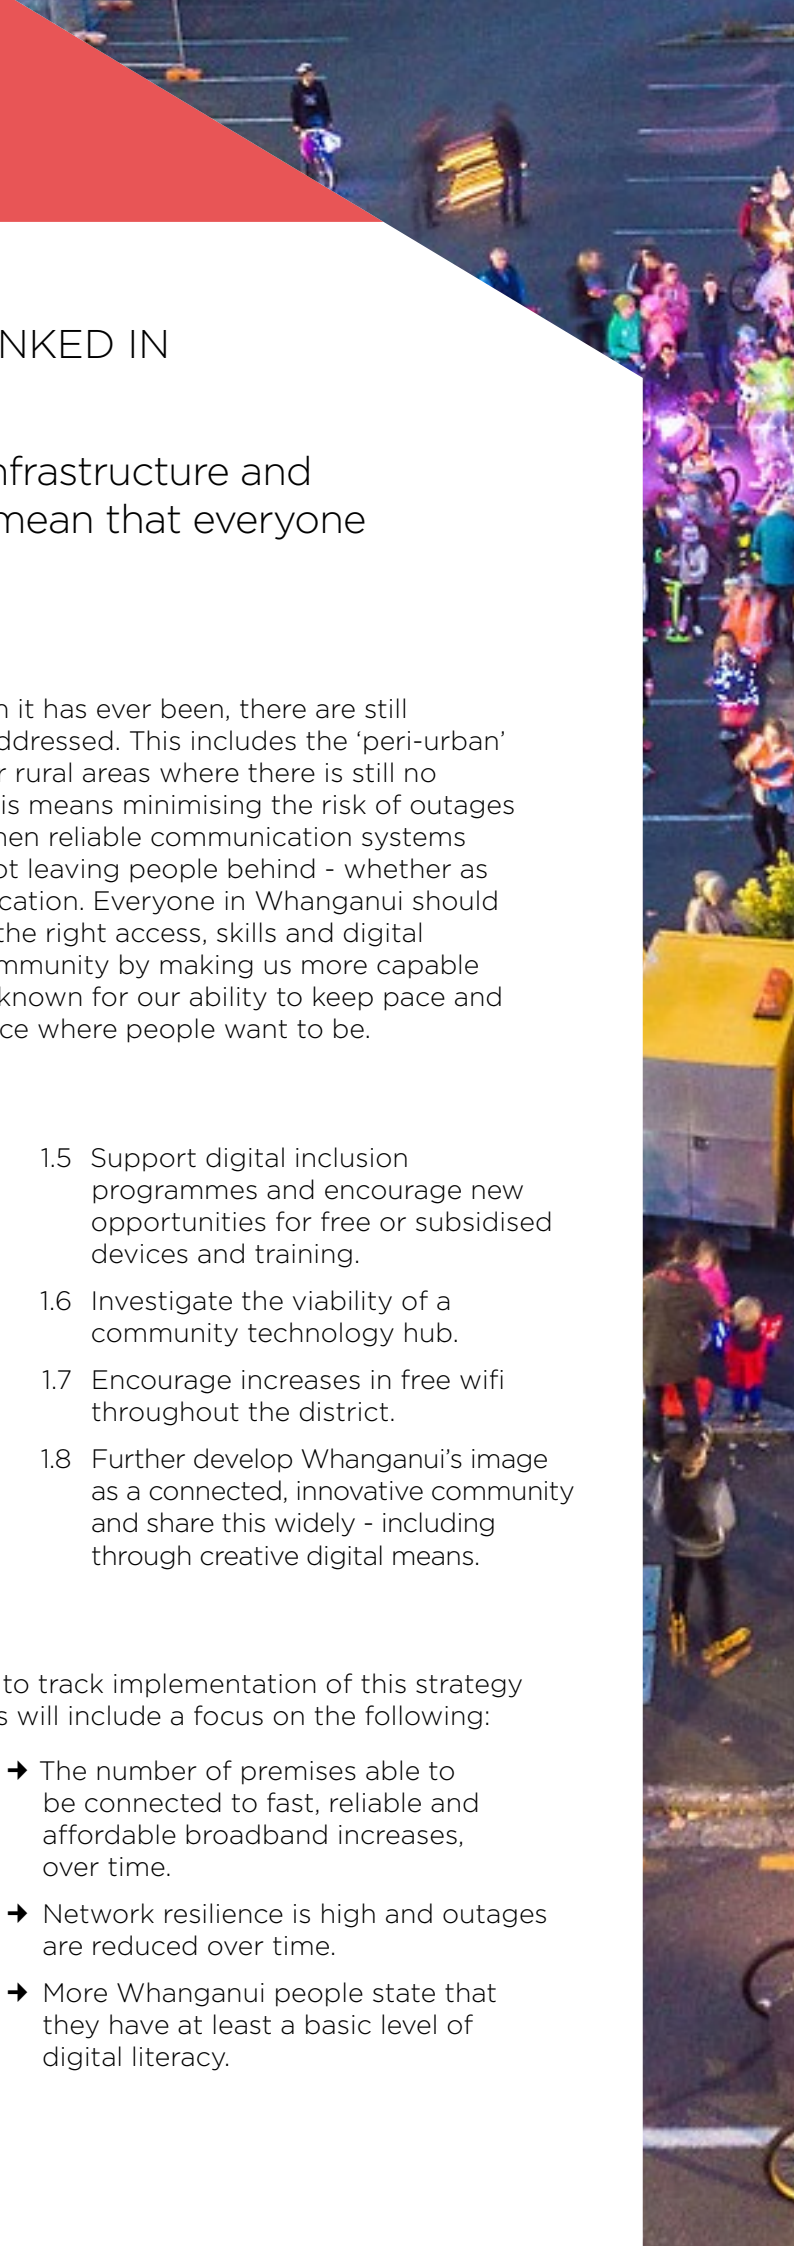 NKED IN
nfrastructure and
mean that everyone
n it has ever been, there are still
ddressed. This includes the ‘peri-urban’
r rural areas where there is still no
is means minimising the risk of outages
hen reliable communication systems
ot leaving people behind - whether as
cation. Everyone in Whanganui should
the right access, skills and digital
mmunity by making us more capable
known for our ability to keep pace and
ce where people want to be.
1.5 Support digital inclusion
programmes and encourage new
opportunities for free or subsidised
devices and training.
1.6 Investigate the viability of a
community technology hub.
1.7 Encourage increases in free wifi
throughout the district.
1.8 Further develop Whanganui’s image
as a connected, innovative community
and share this widely - including
through creative digital means.
to track implementation of this strategy
s will include a focus on the following:
➔ The number of premises able to
be connected to fast, reliable and
affordable broadband increases,
over time.
➔ Network resilience is high and outages
are reduced over time.
➔ More Whanganui people state that
they have at least a basic level of
digital literacy.